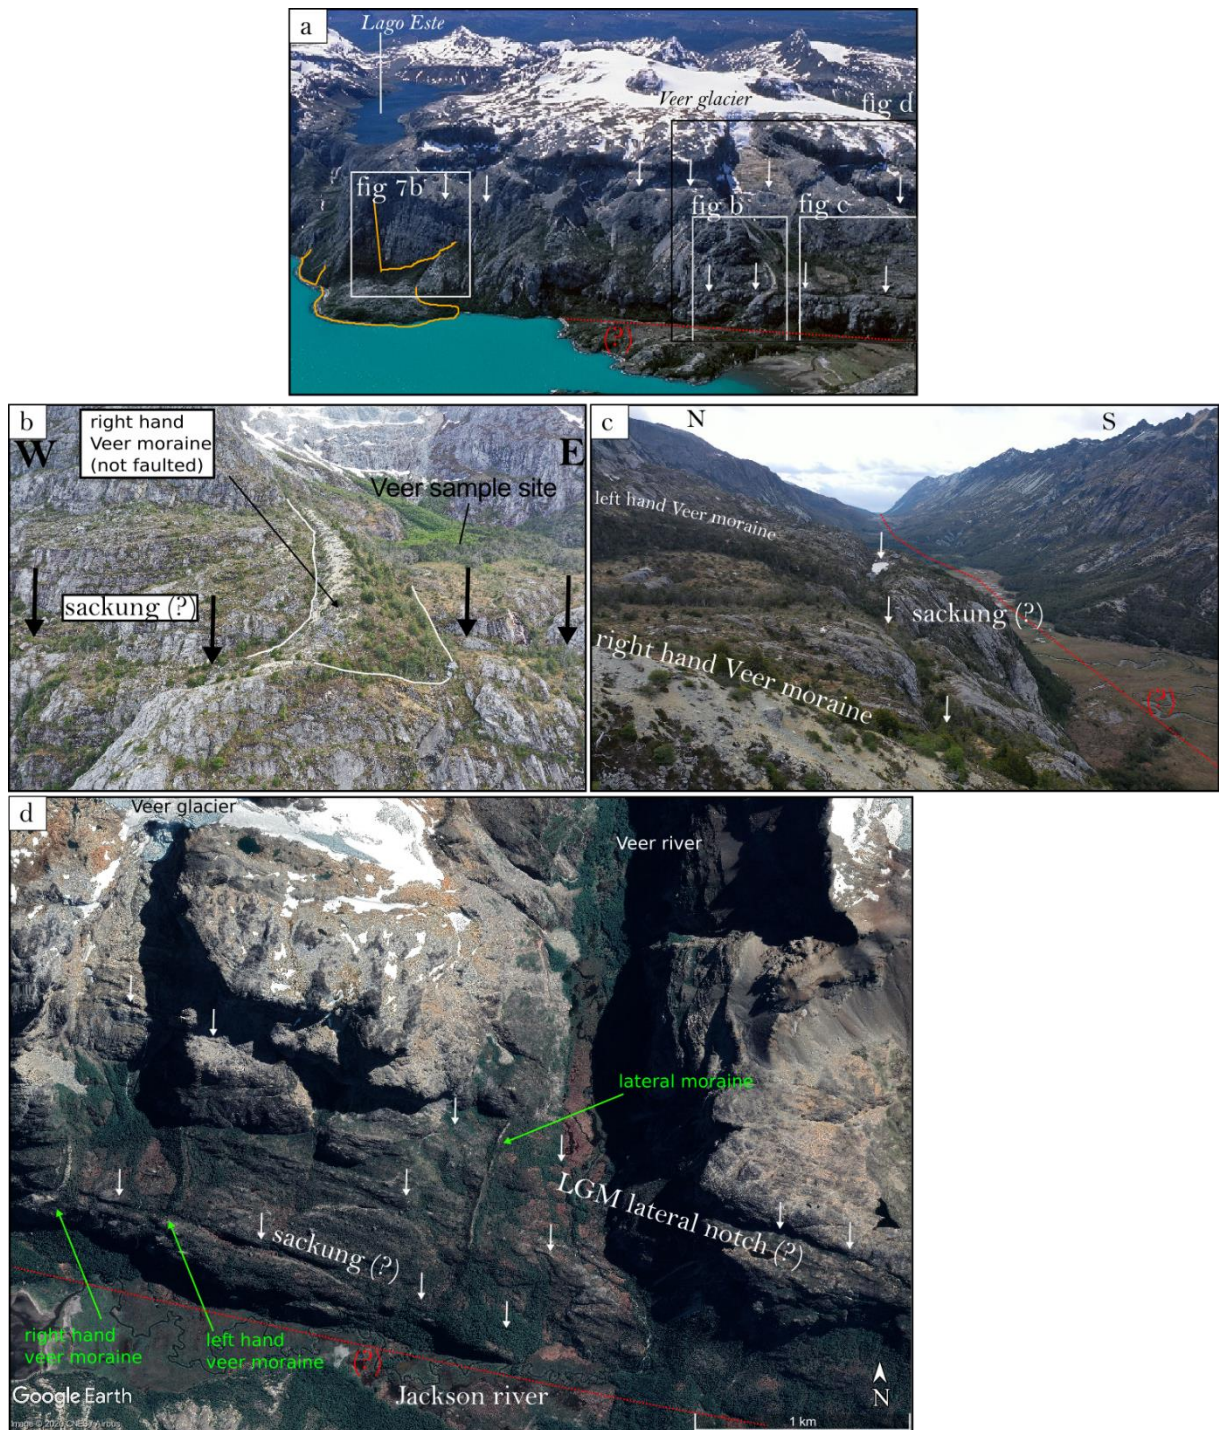 a
Lago Este
Veer glacier
fig d
fig 7b
fig b
fig c
(?)
b
W
right hand
Veer moraine
(not faulted)
E
Veer sample site
sackung (?)
c
N
S
left hand Veer moraine
sackung (?)
right hand Veer moraine
(?)
d
Veer glacier
Veer river
lateral moraine
LGM lateral notch (?)
sackung (?)
right hand
veer moraine
left hand
veer moraine
(?)
Jackson river
N
Google Earth
1 km